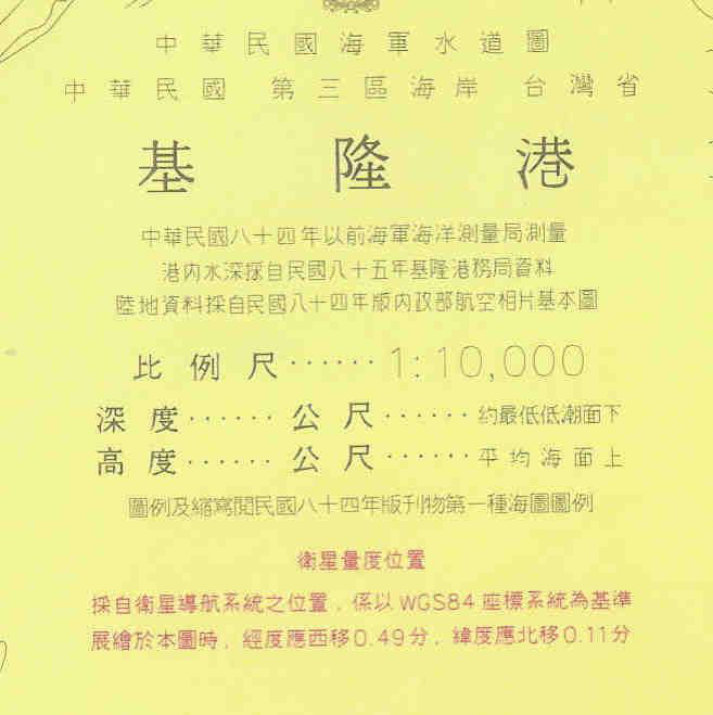 中華民國海軍水道圖
中華民國 第三區海岸 台灣省
基隆港
中華民國八十四年以前海軍海洋測量局測量
港內水深採自民國八十五年基隆港務局資料
陸地資料採自民國八十四年版內政部航空相片基本圖
比例尺······1:10,000
深度······公尺······約最低低潮面下
高度······公尺······平均海面上
圖例及縮寫閱民國八十四年版刊物第一種海圖圖例
衛星量度位置
採自衛星導航系統之位置，係以 WGS84 座標系統為基準
展繪於本圖時，經度應西移0.49分，緯度應北移0.11分